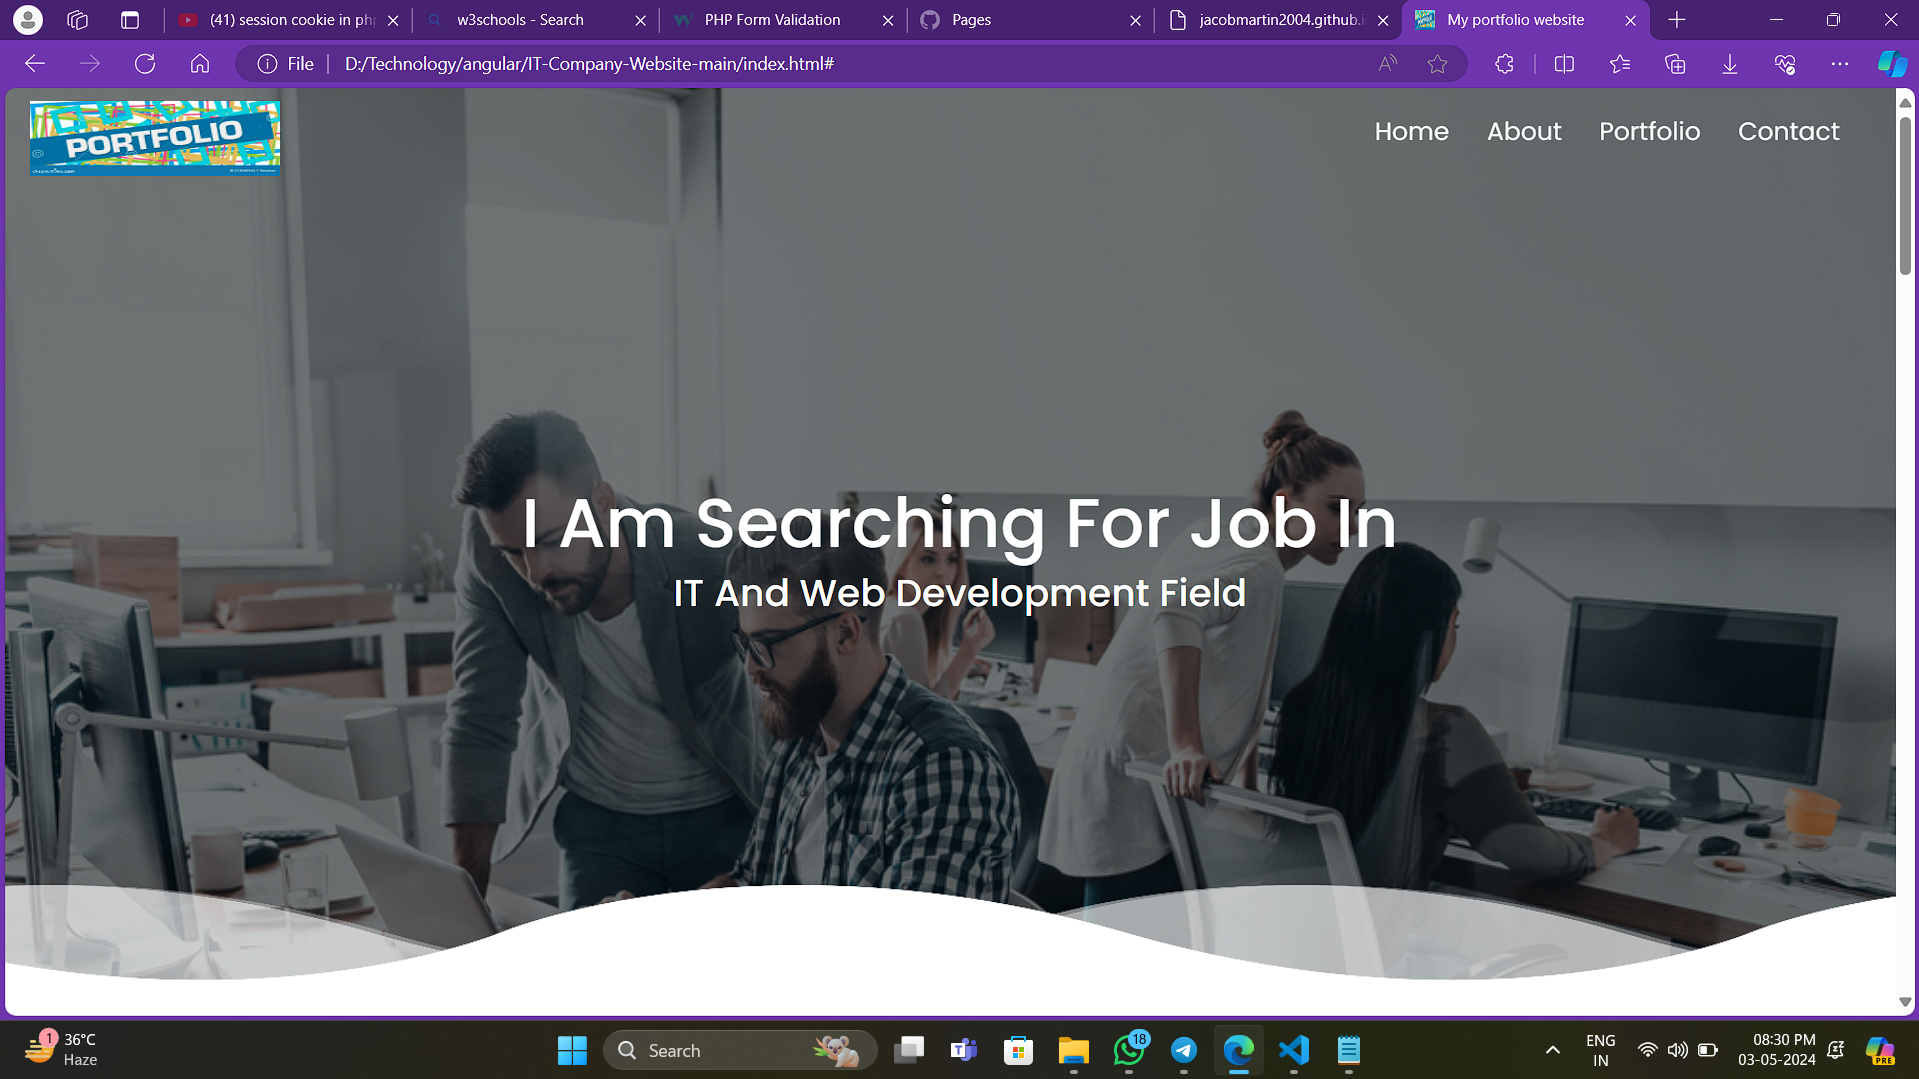 (41) session cookie in ph
w3schools - Search
PHP Form Validation
Pages
jacobmartin2004.github.i
My portfolio website
File
D:/Technology/angular/IT-Company-Website-main/index.html#
PORTFOLIO
Home
About
Portfolio
Contact
I Am Searching For Job In
IT And Web Development Field
1
36°C
Haze
Search
18
ENG
IN
08:30 PM
03-05-2024
PRE